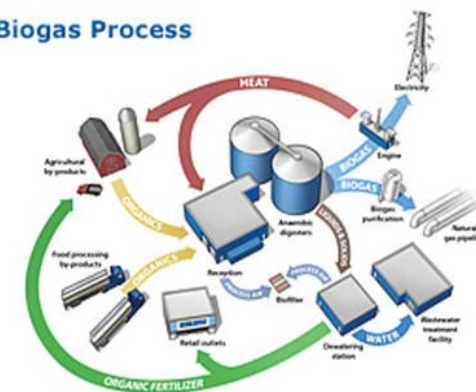 Biogas Process
Electricity
HEAT
Engine
Agricultural
by products
BIOGAS
BIOGAS
Biogas
purification
Natural
gas pipeli
Anaerobic
digesters
ORGANICS
LIQUIDS & SOLIDS
Food processing
by products
ORGANICS
Reception
PROCESS AIR
Biofilter
PROCESS AIR
Retail outlets
Dewatering
station
WATER
Wastewater
treatment
facility
ORGANIC FERTILIZER